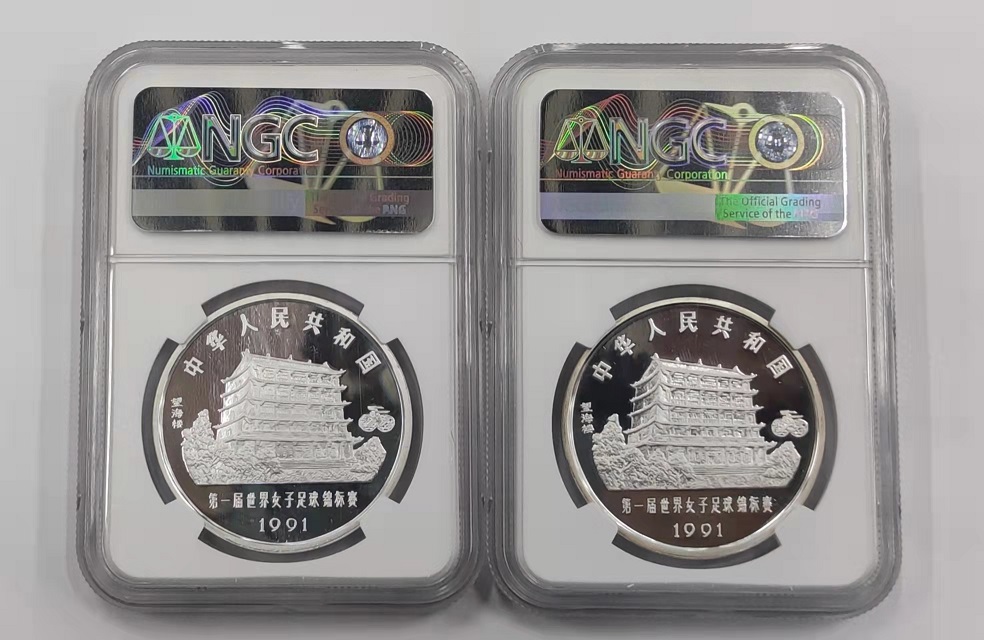 NGC
Numismatic Guaranty Corporation
Service of the PNG
中华人民共和国
望海楼
第一届世界女子足球锦标赛
1991
NGC
Numismatic Guaranty Corporation
The Official Grading
Service of the
中华人民共和国
望海楼
第一届世界女子足球锦标赛
1991